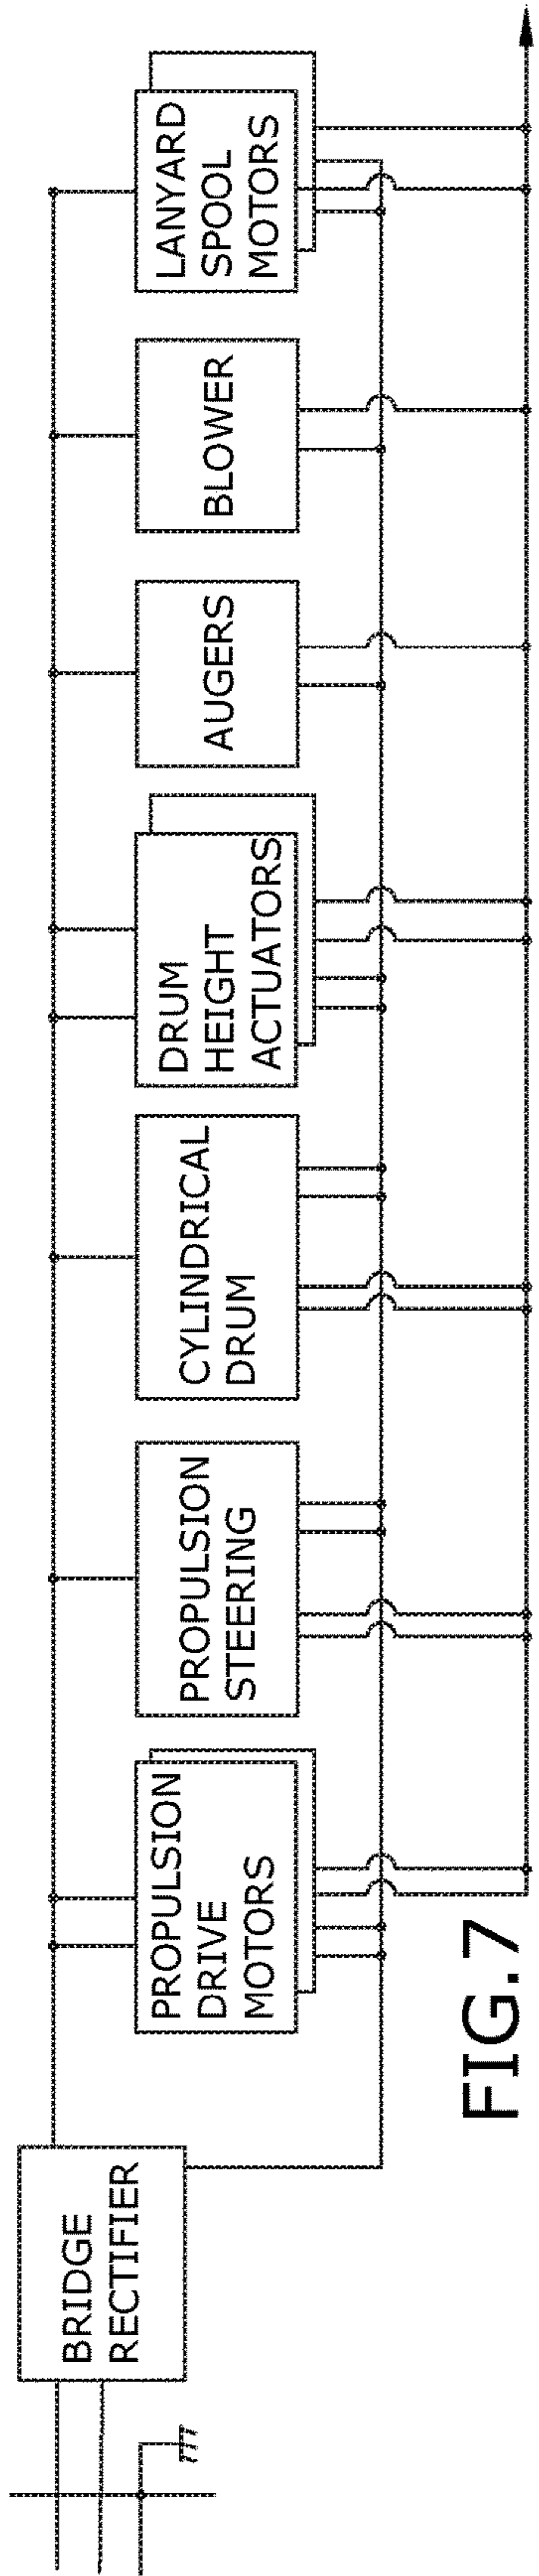 BRIDGE
RECTIFIER
PROPULSION
DRIVE
MOTORS
PROPULSION
STEERING
CYLINDRICAL
DRUM
DRUM
HEIGHT
ACTUATORS
AUGERS
BLOWER
LANYARD
SPOOL
MOTORS
FIG.7